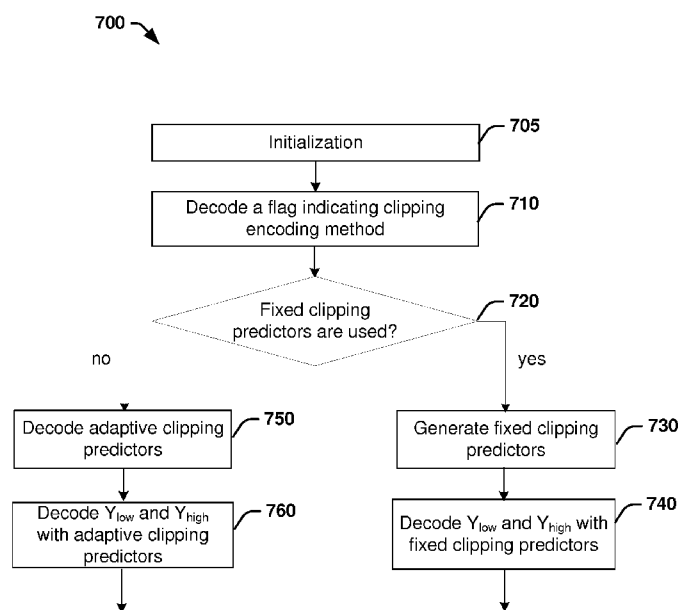 700
705
Initialization
710
Decode a flag indicating clipping
encoding method
720
Fixed clipping
predictors are used?
no
yes
750
Decode adaptive clipping
predictors
730
Generate fixed clipping
predictors
760
Decode Ylow and Yhigh
with adaptive clipping
predictors
740
Decode Ylow and Yhigh with
fixed clipping predictors